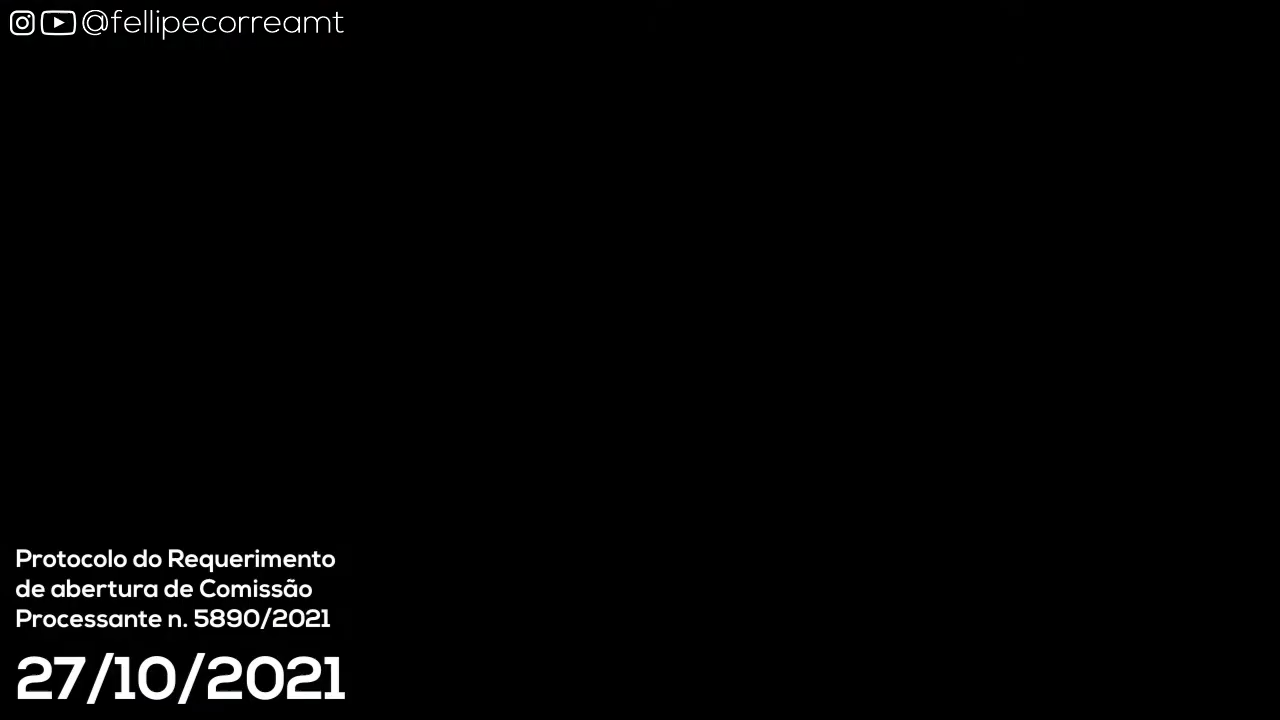 @fellipecorreamt
Protocolo do Requerimento
de abertura de Comissão
Processante n. 5890/2021
27/10/2021